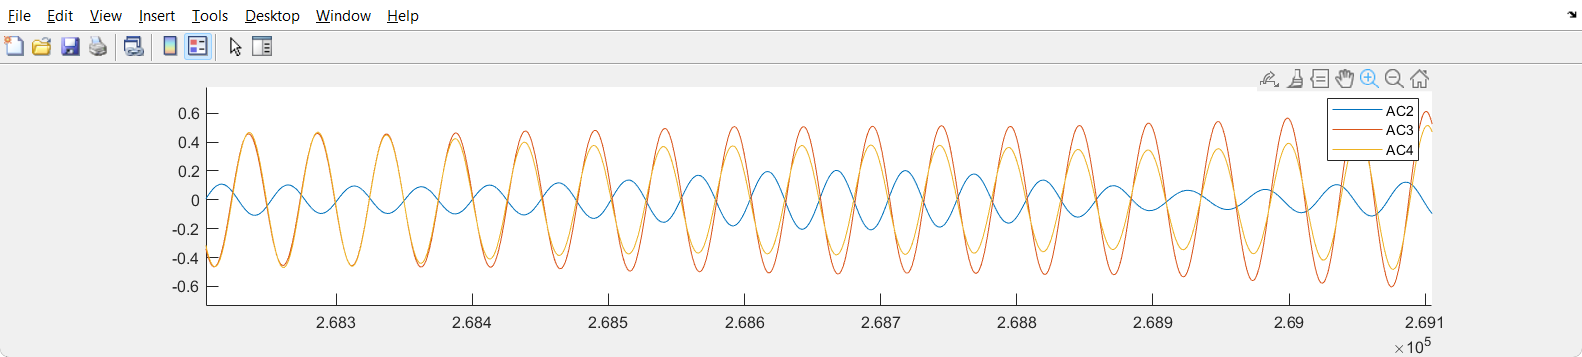 File Edit View Insert Tools Desktop Window Help
AC2
AC3
AC4
0.6
0.4
0.2
0
-0.2
-0.4
-0.6
2.683 2.684 2.685 2.686 2.687 2.688 2.689 2.69 2.691
×10⁵